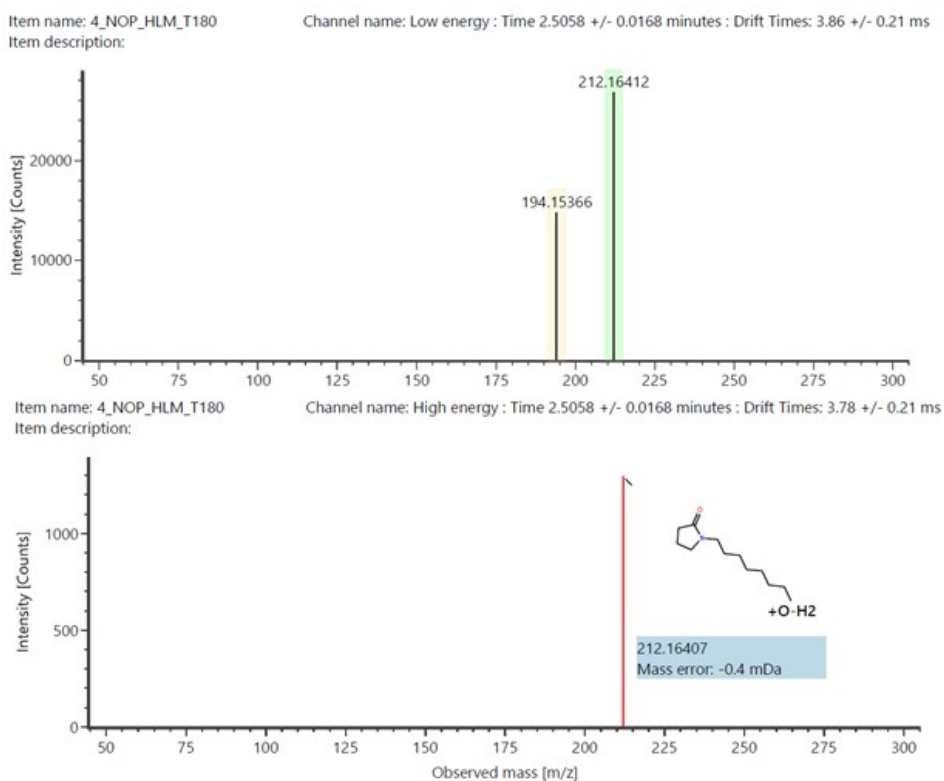 Item name: 4_NOP_HLM_T180 Channel name: Low energy : Time 2.5058 +/- 0.0168 minutes : Drift Times: 3.86 +/- 0.21 ms
Item description:
212.16412
194.15366
Intensity [Counts]
20000
10000
0
50 75 100 125 150 175 200 225 250 275 300
Item name: 4_NOP_HLM_T180 Channel name: High energy : Time 2.5058 +/- 0.0168 minutes : Drift Times: 3.78 +/- 0.21 ms
Item description:
Intensity [Counts]
1000
500
0
O
N
+O-H2
212.16407
Mass error: -0.4 mDa
50 75 100 125 150 175 200 225 250 275 300
Observed mass [m/z]